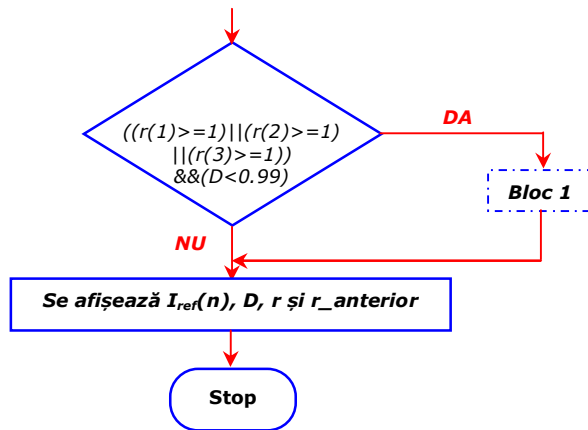 ((r(1)>=1)||(r(2)>=1)
||(r(3)>=1))
&&(D<0.99)
DA
Bloc 1
NU
Se afișează Iref(n), D, r și r_anterior
Stop